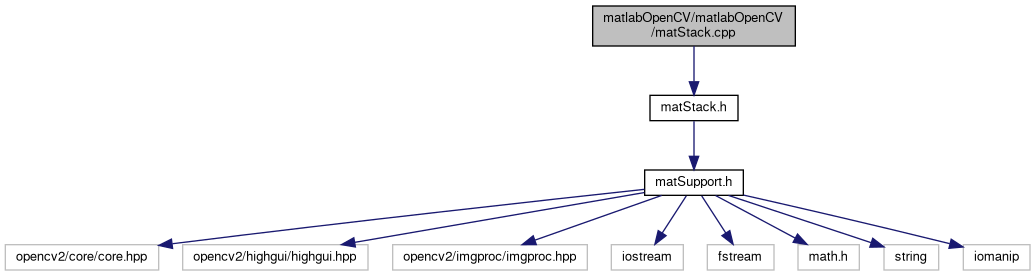 matlabOpenCV/matlabOpenCV
/matStack.cpp
matStack.h
matSupport.h
opencv2/core/core.hpp
opencv2/highgui/highgui.hpp
opencv2/imgproc/imgproc.hpp
iostream
fstream
math.h
string
iomanip